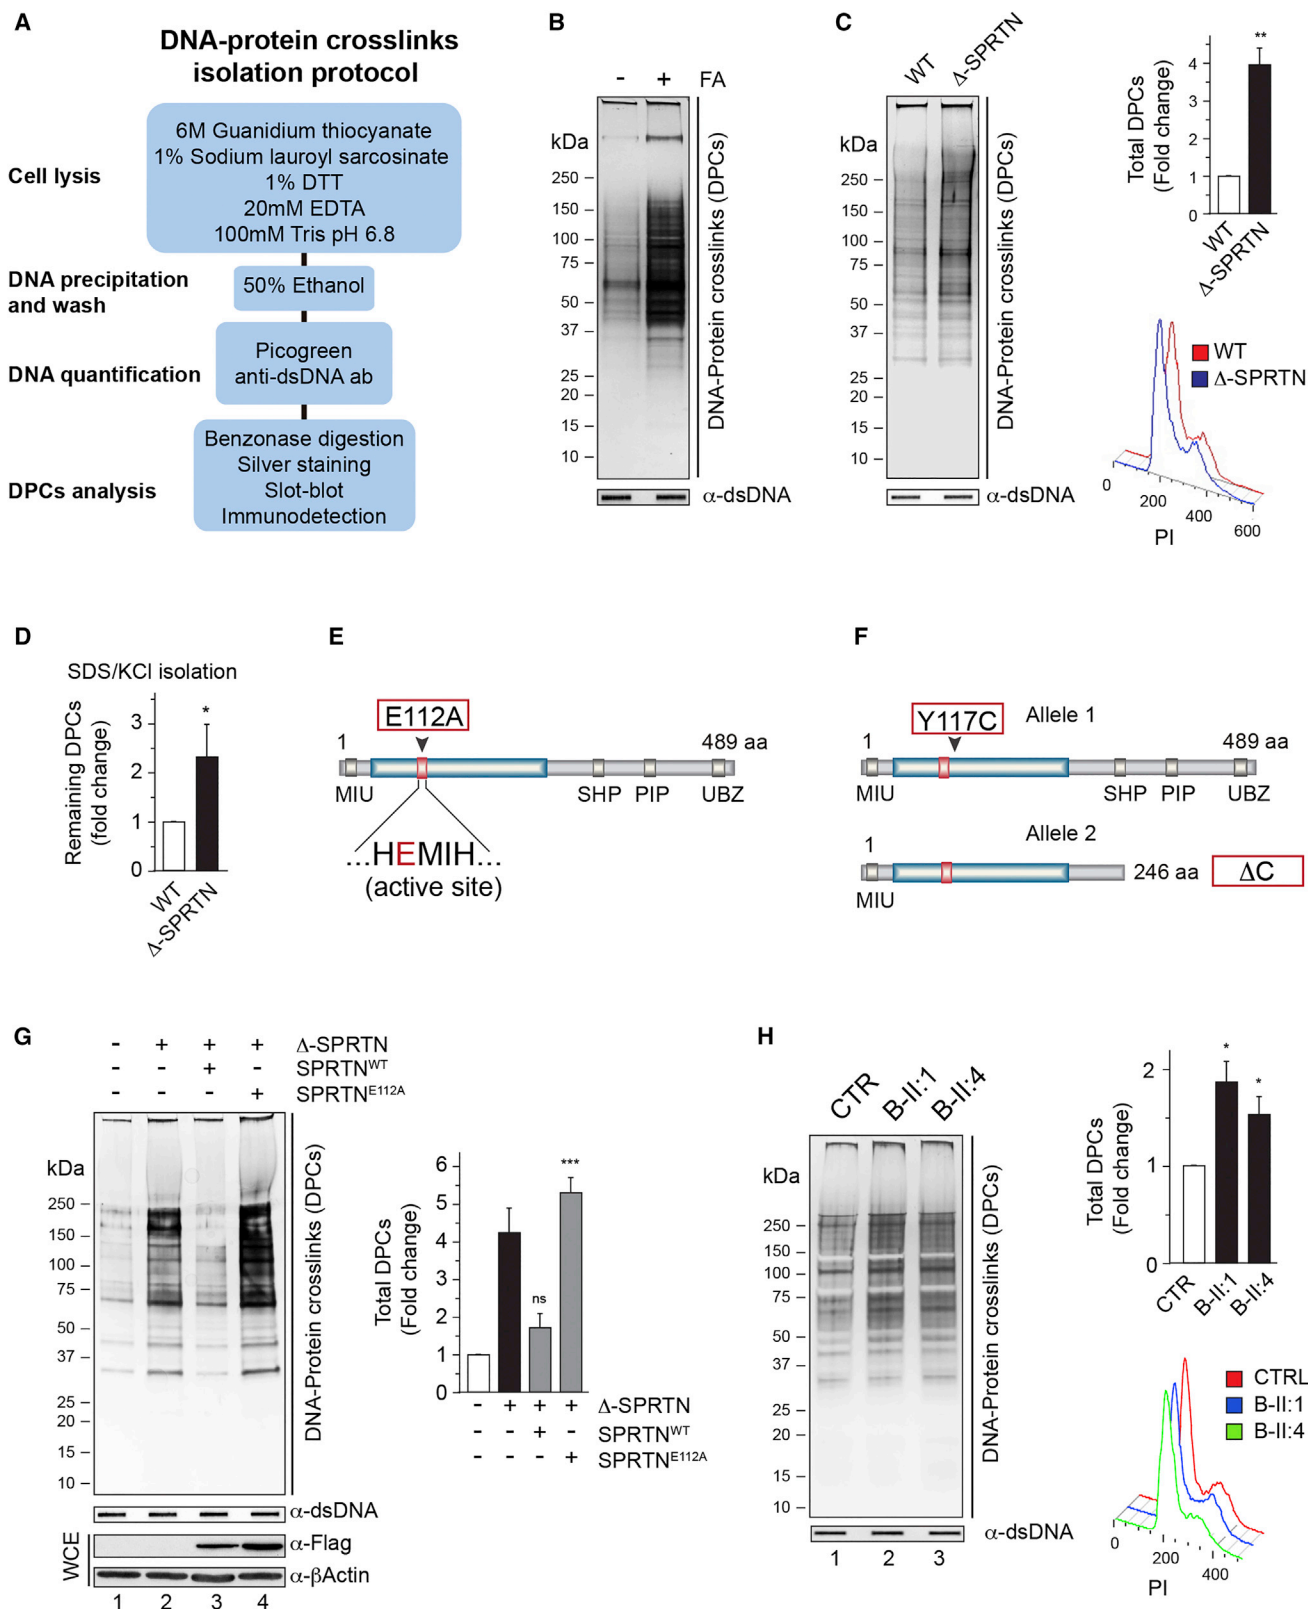 A
DNA-protein crosslinks
isolation protocol
Cell lysis
6M Guanidium thiocyanate
1% Sodium lauroyl sarcosinate
1% DTT
20mM EDTA
100mM Tris pH 6.8
DNA precipitation
and wash
50% Ethanol
DNA quantification
Picogreen
anti-dsDNA ab
DPCs analysis
Benzonase digestion
Silver staining
Slot-blot
Immunodetection
B
- + FA
kDa
250
150
100
75
50
37
25
20
15
10
DNA-Protein crosslinks (DPCs)
α-dsDNA
C
WT Δ-SPRTN
kDa
250
150
100
75
50
37
25
20
15
10
DNA-Protein crosslinks (DPCs)
α-dsDNA
Total DPCs
(Fold change)
4
3
2
1
0
**
WT
Δ-SPRTN
WT
Δ-SPRTN
0 200 400 600
PI
D
SDS/KCl isolation
Remaining DPCs
(fold change)
3
2
1
0
*
WT
Δ-SPRTN
E
E112A
1 489 aa
MIU SHP PIP UBZ
...HEMIH...
(active site)
F
Y117C Allele 1
1 489 aa
MIU SHP PIP UBZ
Allele 2
1
246 aa ΔC
MIU
G
- + + + Δ-SPRTN
- - + - SPRTNWT
- - - + SPRTNE112A
kDa
250
150
100
75
50
37
25
20
15
10
DNA-Protein crosslinks (DPCs)
α-dsDNA
WCE
α-Flag
α-βActin
1 2 3 4
Total DPCs
(Fold change)
6
5
4
3
2
1
0
ns
***
- + + + Δ-SPRTN
- - + - SPRTNWT
- - - + SPRTNE112A
H
CTR B-II:1 B-II:4
kDa
250
150
100
75
50
37
25
20
15
10
DNA-Protein crosslinks (DPCs)
α-dsDNA
1 2 3
Total DPCs
(Fold change)
2
1
0
*
*
CTR
B-II:1
B-II:4
CTRL
B-II:1
B-II:4
0 200 400
PI